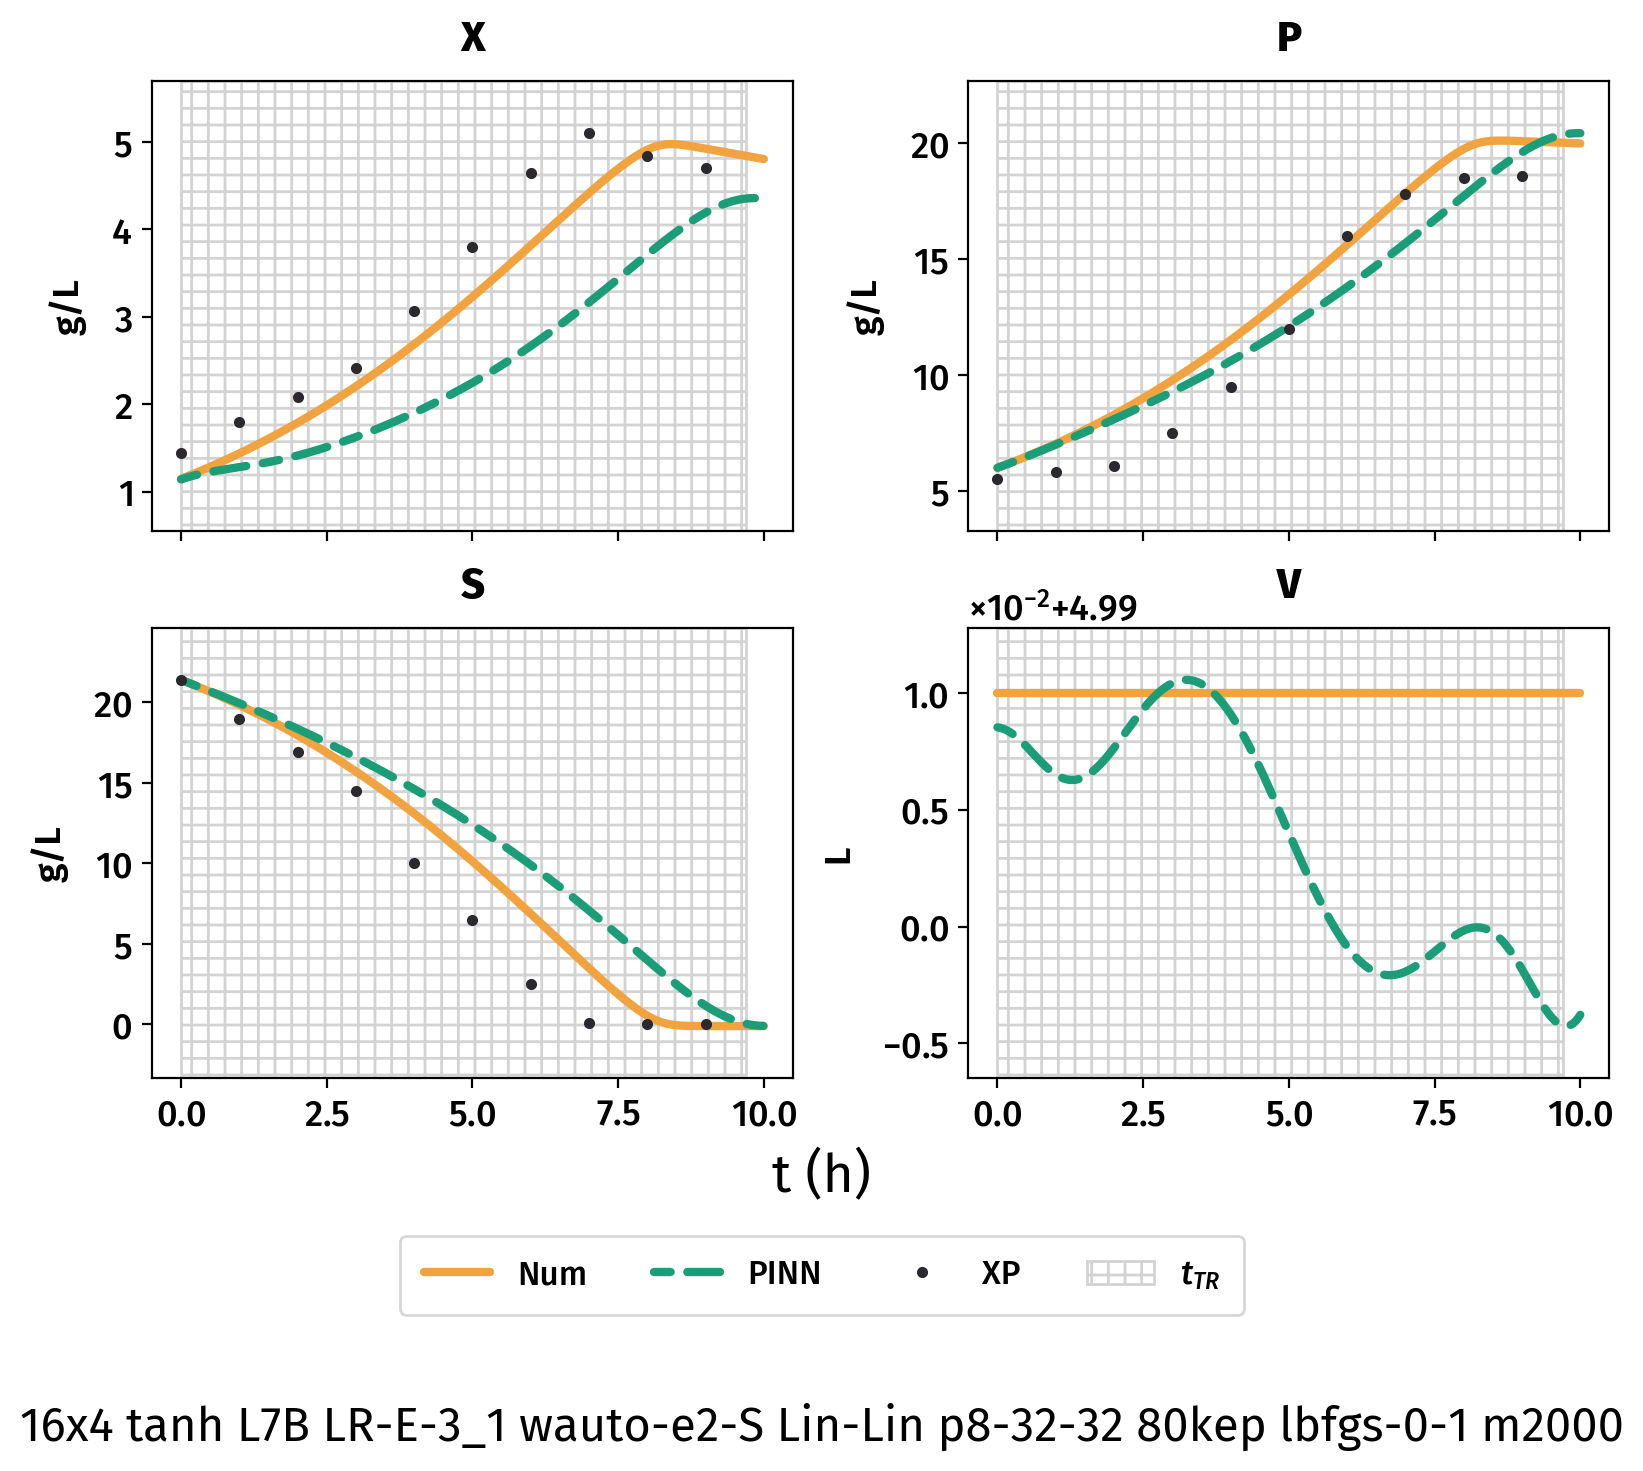 X
P
5
4
3
2
1
g/L
20
15
10
5
g/L
S
V
×10⁻²+4.99
20
15
10
5
0
g/L
1.0
0.5
0.0
−0.5
L
0.0 2.5 5.0 7.5 10.0
0.0 2.5 5.0 7.5 10.0
t (h)
Num PINN XP t_TR
16x4 tanh L7B LR-E-3_1 wauto-e2-S Lin-Lin p8-32-32 80kep lbfgs-0-1 m2000